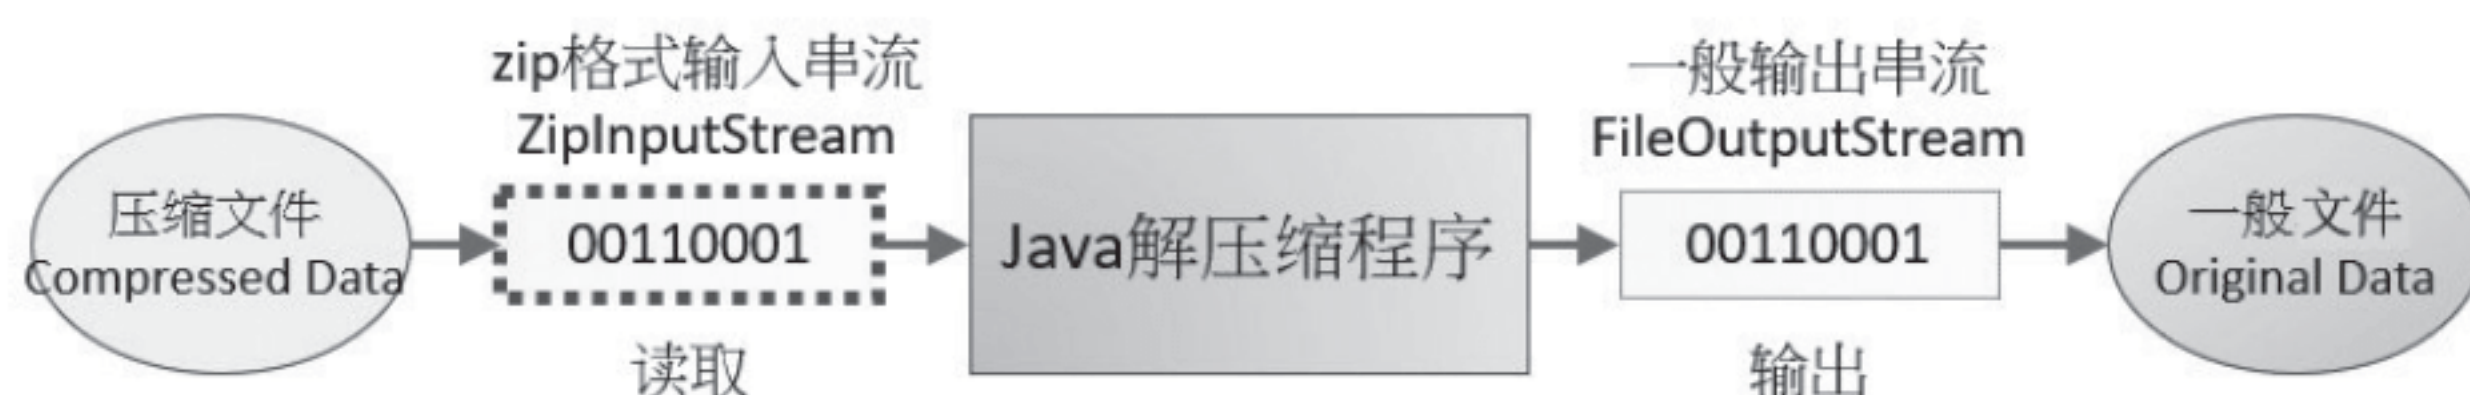 zip格式输入串流
ZipInputStream
一般输出串流
FileOutputStream
压缩文件
Compressed Data
00110001
Java解压缩程序
00110001
一般文件
Original Data
读取
输出